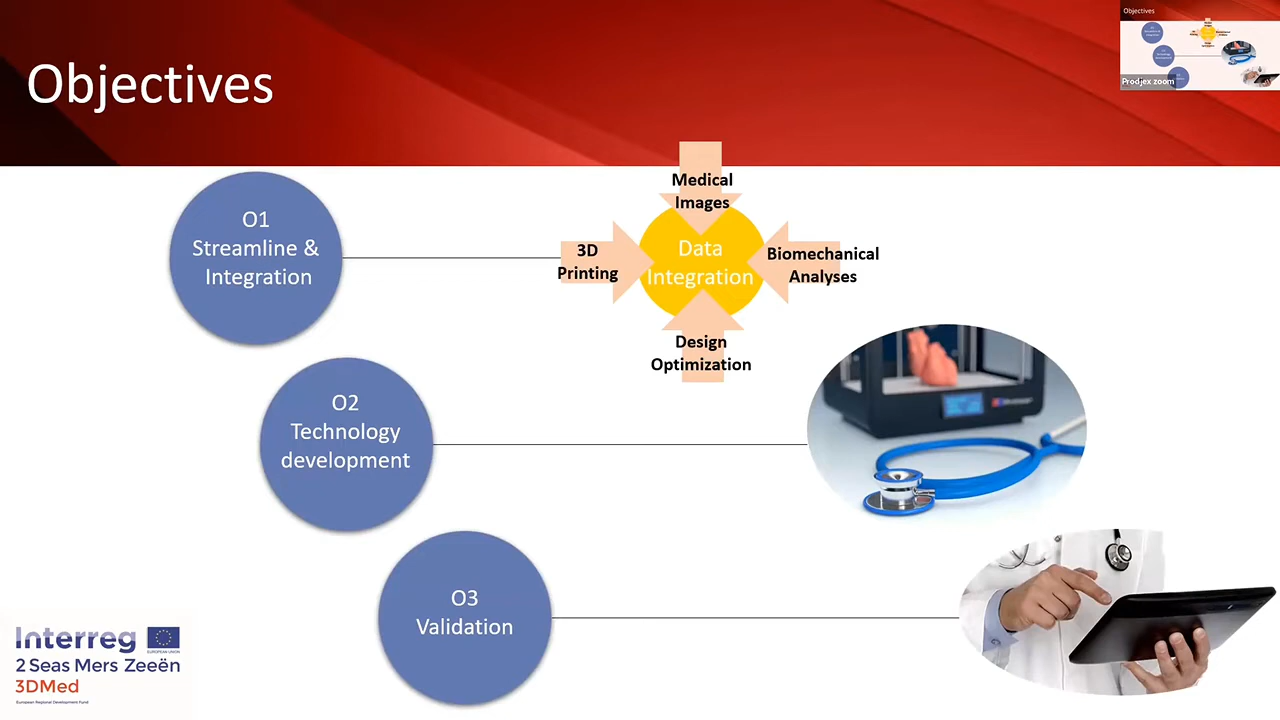 Objectives
Objectives
Prodjex zoom
O1
Streamline &
Integration
Medical
Images
3D
Printing
Data
Integration
Biomechanical
Analyses
Design
Optimization
O2
Technology
development
O3
Validation
Interreg
EUROPEAN UNION
2 Seas Mers Zeeën
3DMed
European Regional Development Fund